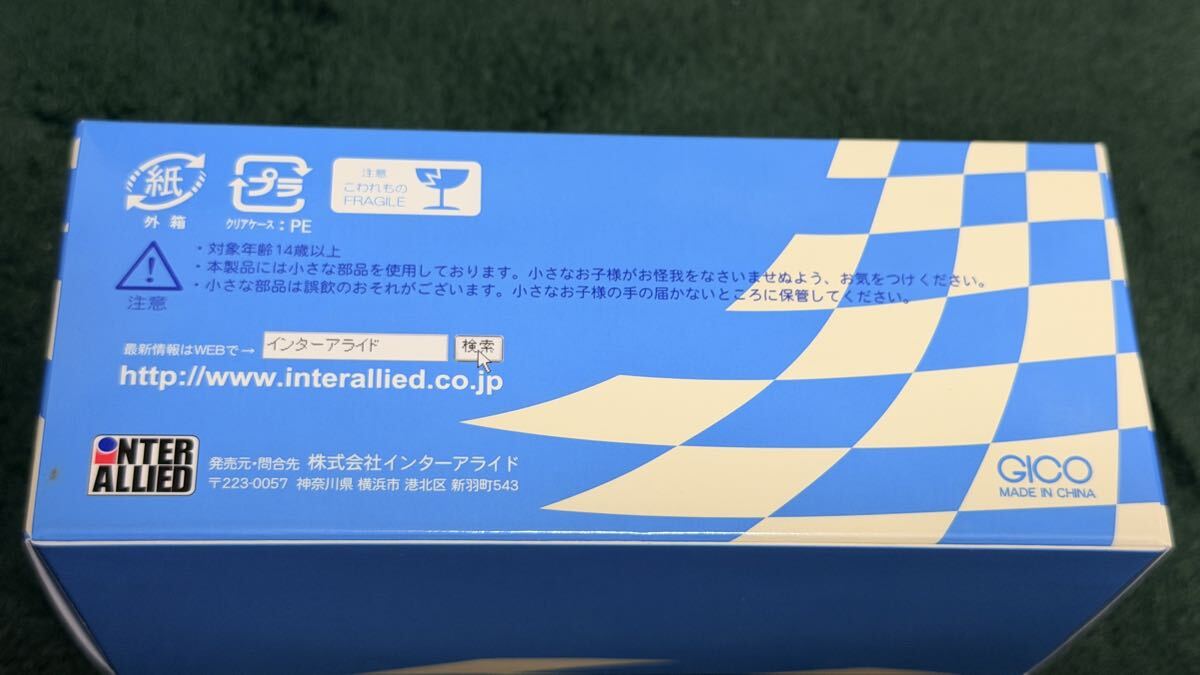 紙
外箱
プラ
クリアケース：PE
注意
こわれもの
FRAGILE
注意
・対象年齢14歳以上
・本製品には小さな部品を使用しております。小さなお子様がお怪我をなさいませぬよう、お気をつけください。
・小さな部品は誤飲のおそれがございます。小さなお子様の手の届かないところに保管してください。
最新情報はWEBで→ インターアライド 検索
http://www.interallied.co.jp
INTER
ALLIED
発売元・問合先 株式会社インターアライド
〒223-0057 神奈川県 横浜市 港北区 新羽町543
GICO
MADE IN CHINA